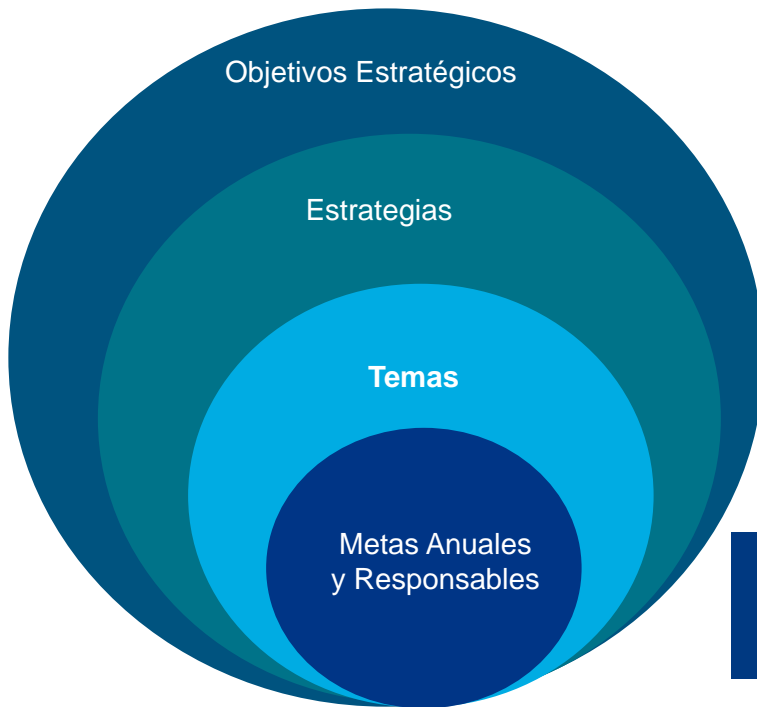 Objetivos Estratégicos
Estrategias
Temas
Metas Anuales
y Responsables